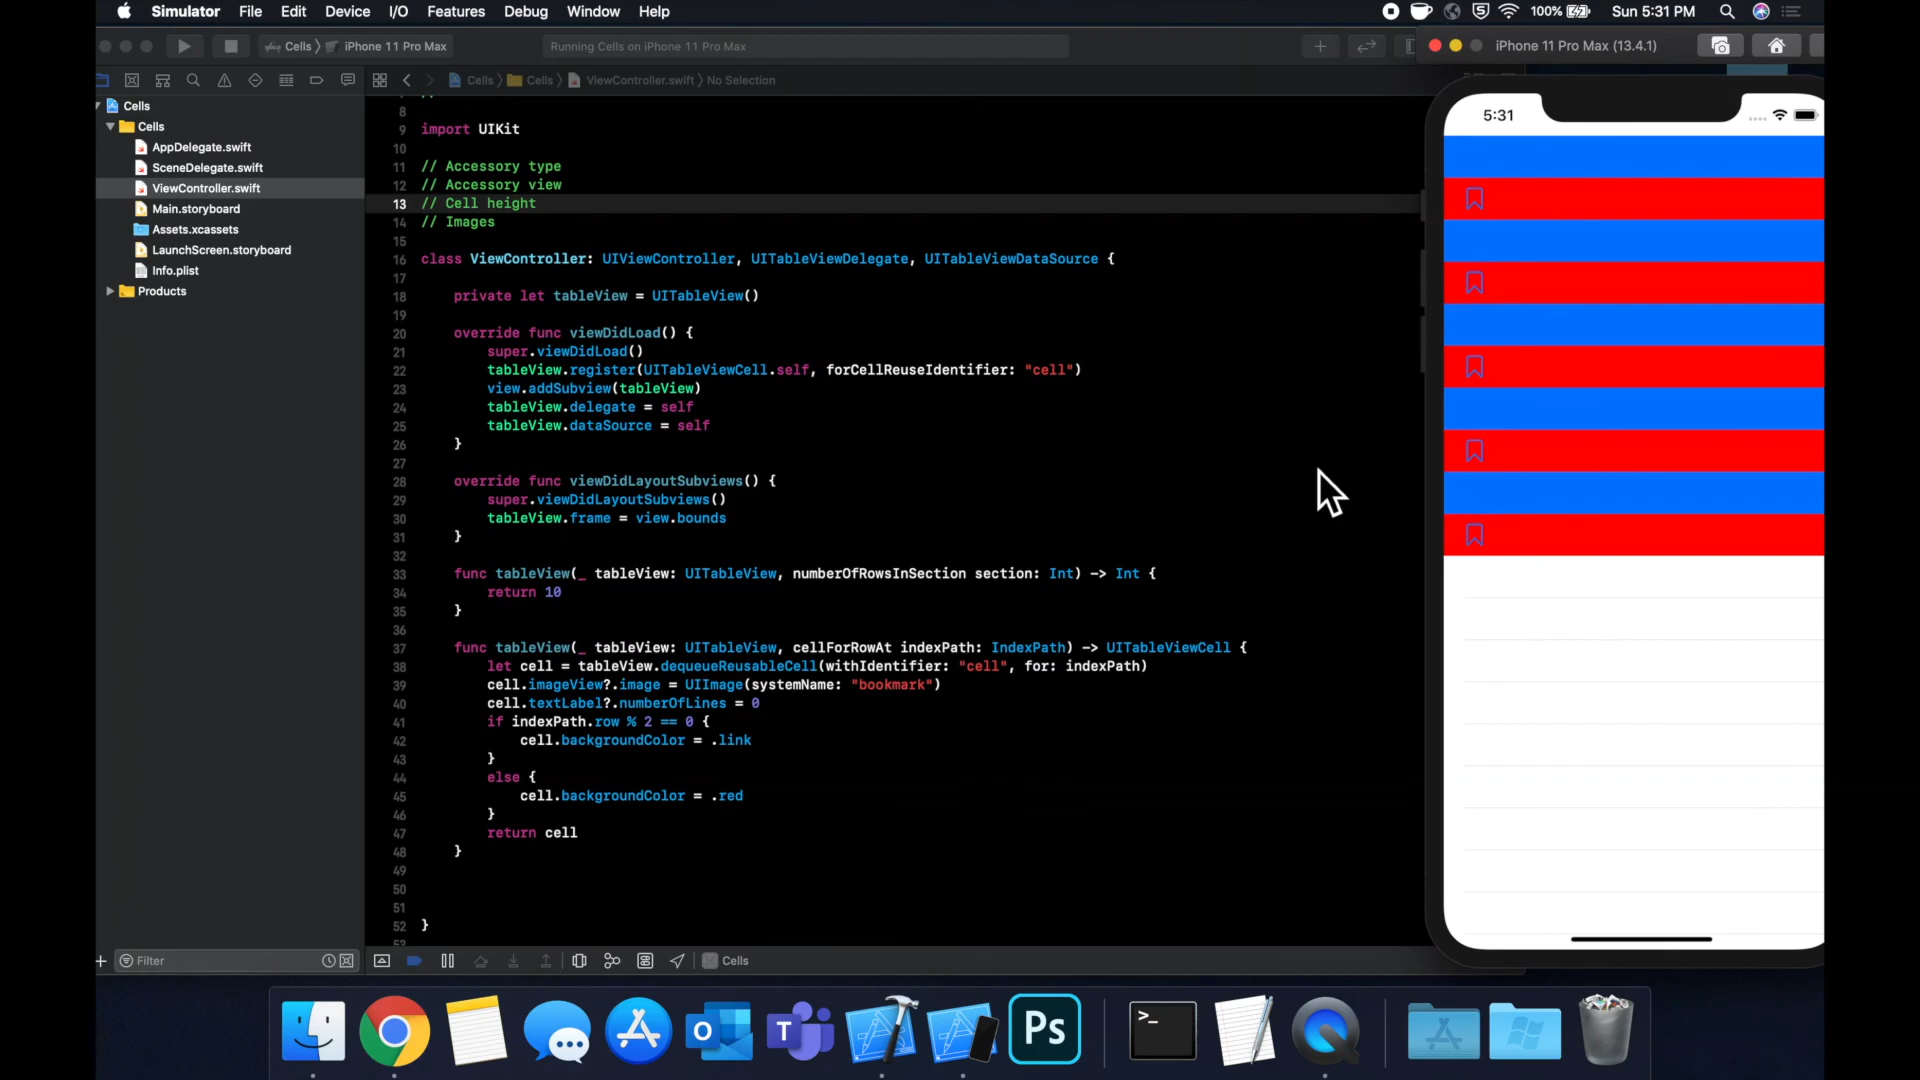 Simulator File Edit Device I/O Features Debug Window Help
100% Sun 5:31 PM
Cells iPhone 11 Pro Max
Running Cells on iPhone 11 Pro Max
iPhone 11 Pro Max (13.4.1)
Cells Cells ViewController.swift No Selection
Cells
Cells
AppDelegate.swift
SceneDelegate.swift
ViewController.swift
Main.storyboard
Assets.xcassets
LaunchScreen.storyboard
Info.plist
Products
8
9 import UIKit
10
11 // Accessory type
12 // Accessory view
13 // Cell height
14 // Images
15
16 class ViewController: UIViewController, UITableViewDelegate, UITableViewDataSource {
17
18 private let tableView = UITableView()
19
20 override func viewDidLoad() {
21 super.viewDidLoad()
22 tableView.register(UITableViewCell.self, forCellReuseIdentifier: "cell")
23 view.addSubview(tableView)
24 tableView.delegate = self
25 tableView.dataSource = self
26 }
27
28 override func viewDidLayoutSubviews() {
29 super.viewDidLayoutSubviews()
30 tableView.frame = view.bounds
31 }
32
33 func tableView(_ tableView: UITableView, numberOfRowsInSection section: Int) -> Int {
34 return 10
35 }
36
37 func tableView(_ tableView: UITableView, cellForRowAt indexPath: IndexPath) -> UITableViewCell {
38 let cell = tableView.dequeueReusableCell(withIdentifier: "cell", for: indexPath)
39 cell.imageView?.image = UIImage(systemName: "bookmark")
40 cell.textLabel?.numberOfLines = 0
41 if indexPath.row % 2 == 0 {
42 cell.backgroundColor = .link
43 }
44 else {
45 cell.backgroundColor = .red
46 }
47 return cell
48 }
49
50
51
52 }
53
5:31
Filter
Cells
Ps